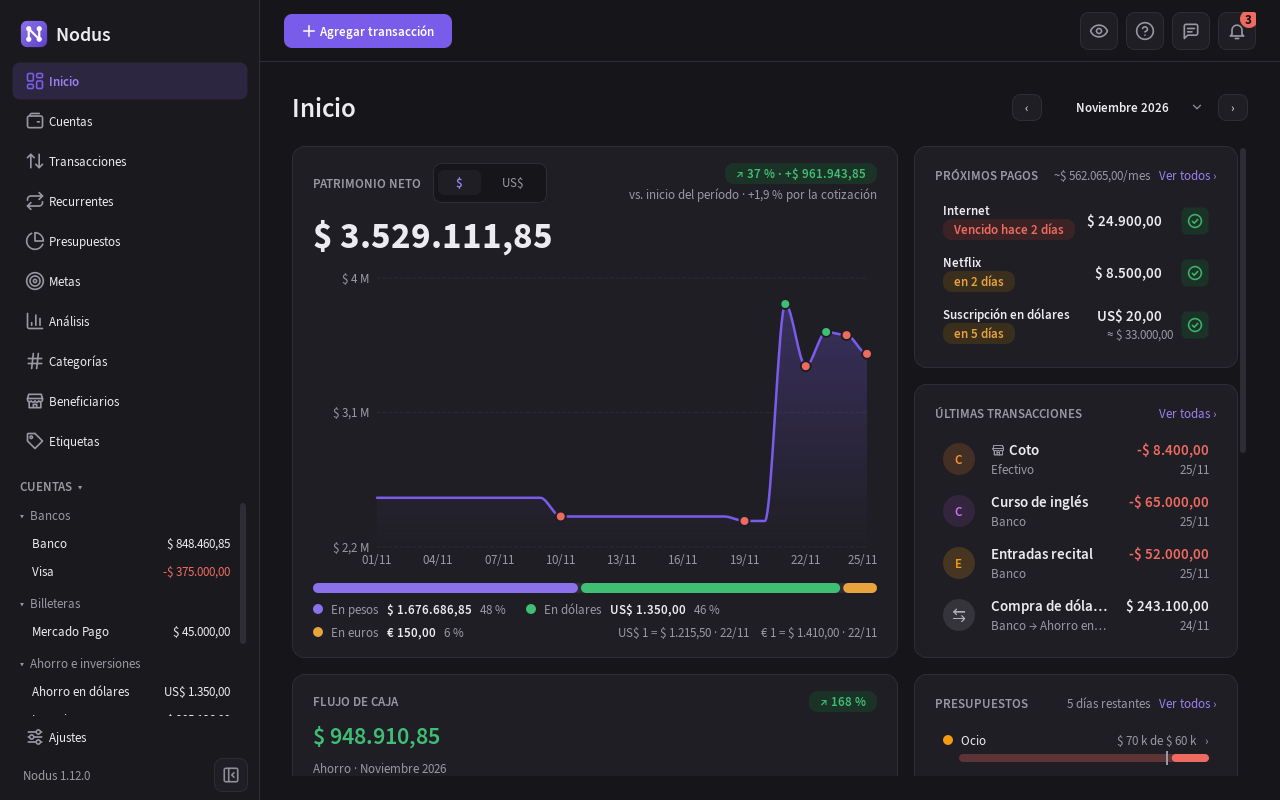 Nodus
Inicio
Cuentas
Transacciones
Recurrentes
Presupuestos
Metas
Análisis
Categorías
Beneficiarios
Etiquetas
CUENTAS
Bancos
Banco $ 848.460,85
Visa -$ 375.000,00
Billeteras
Mercado Pago $ 45.000,00
Ahorro e inversiones
Ahorro en dólares US$ 1.350,00
Ajustes
Nodus 1.12.0
Agregar transacción
3
Inicio
‹ Noviembre 2026 ›
PATRIMONIO NETO $ US$
↗ 37 % · +$ 961.943,85
vs. inicio del período · +1,9 % por la cotización
$ 3.529.111,85
$ 4 M
$ 3,1 M
$ 2,2 M
01/11 04/11 07/11 10/11 13/11 16/11 19/11 22/11 25/11
En pesos $ 1.676.686,85 48 % En dólares US$ 1.350,00 46 %
En euros € 150,00 6 % US$ 1 = $ 1.215,50 · 22/11 € 1 = $ 1.410,00 · 22/11
FLUJO DE CAJA ↗ 168 %
$ 948.910,85
Ahorro · Noviembre 2026
PRÓXIMOS PAGOS ~$ 562.065,00/mes Ver todos ›
Internet
Vencido hace 2 días $ 24.900,00
Netflix
en 2 días $ 8.500,00
Suscripción en dólares US$ 20,00
en 5 días ≈ $ 33.000,00
ÚLTIMAS TRANSACCIONES Ver todas ›
C Coto -$ 8.400,00
Efectivo 25/11
C Curso de inglés -$ 65.000,00
Banco 25/11
E Entradas recital -$ 52.000,00
Banco 25/11
Compra de dóla… $ 243.100,00
Banco → Ahorro en… 24/11
PRESUPUESTOS 5 días restantes Ver todos ›
Ocio $ 70 k de $ 60 k ›